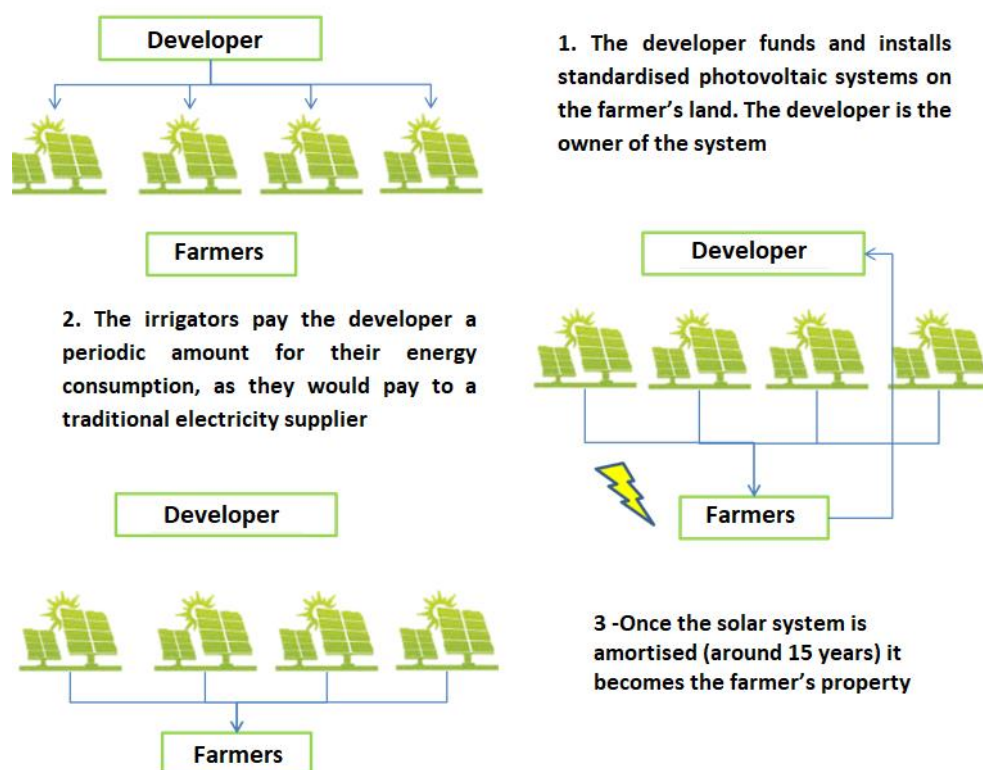 Developer
1. The developer funds and installs
standardised photovoltaic systems on
the farmer's land. The developer is the
owner of the system
Farmers
Developer
2. The irrigators pay the developer a
periodic amount for their energy
consumption, as they would pay to a
traditional electricity supplier
Farmers
Developer
3 -Once the solar system is
amortised (around 15 years) it
becomes the farmer's property
Farmers